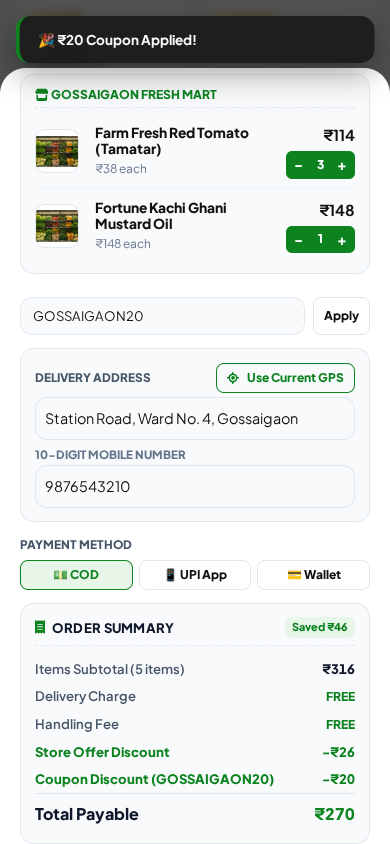 🎉 ₹20 Coupon Applied!
GOSSAIGAON FRESH MART
Farm Fresh Red Tomato
(Tamatar)
₹38 each
₹114
- 3 +
Fortune Kachi Ghani
Mustard Oil
₹148 each
₹148
- 1 +
GOSSAIGAON20
Apply
DELIVERY ADDRESS
Use Current GPS
Station Road, Ward No. 4, Gossaigaon
10-DIGIT MOBILE NUMBER
9876543210
PAYMENT METHOD
💵 COD
📱 UPI App
💳 Wallet
ORDER SUMMARY
Saved ₹46
Items Subtotal (5 items) ₹316
Delivery Charge FREE
Handling Fee FREE
Store Offer Discount -₹26
Coupon Discount (GOSSAIGAON20) -₹20
Total Payable ₹270